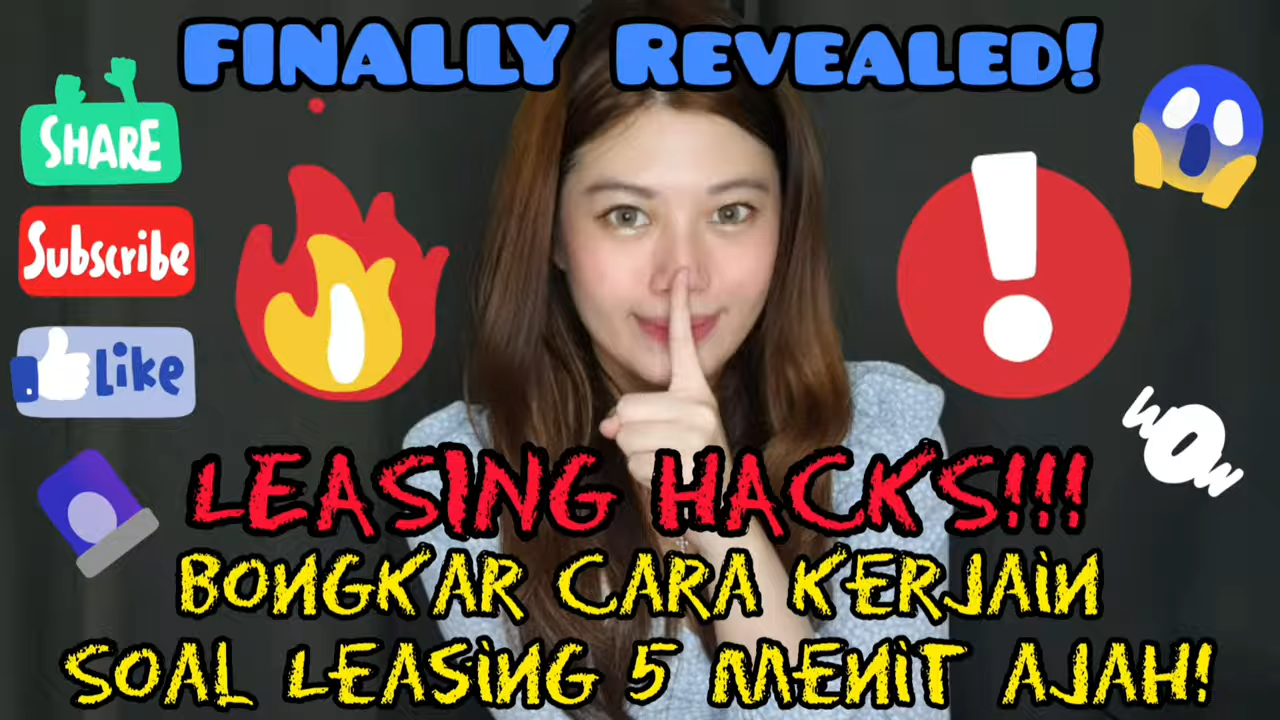 FINALLY REVEALED!
SHARE
Subscribe
Like
WOW
LEASING HACKS!!!
BONGKAR CARA KERJAIN
SOAL LEASING 5 MENIT AJAH!